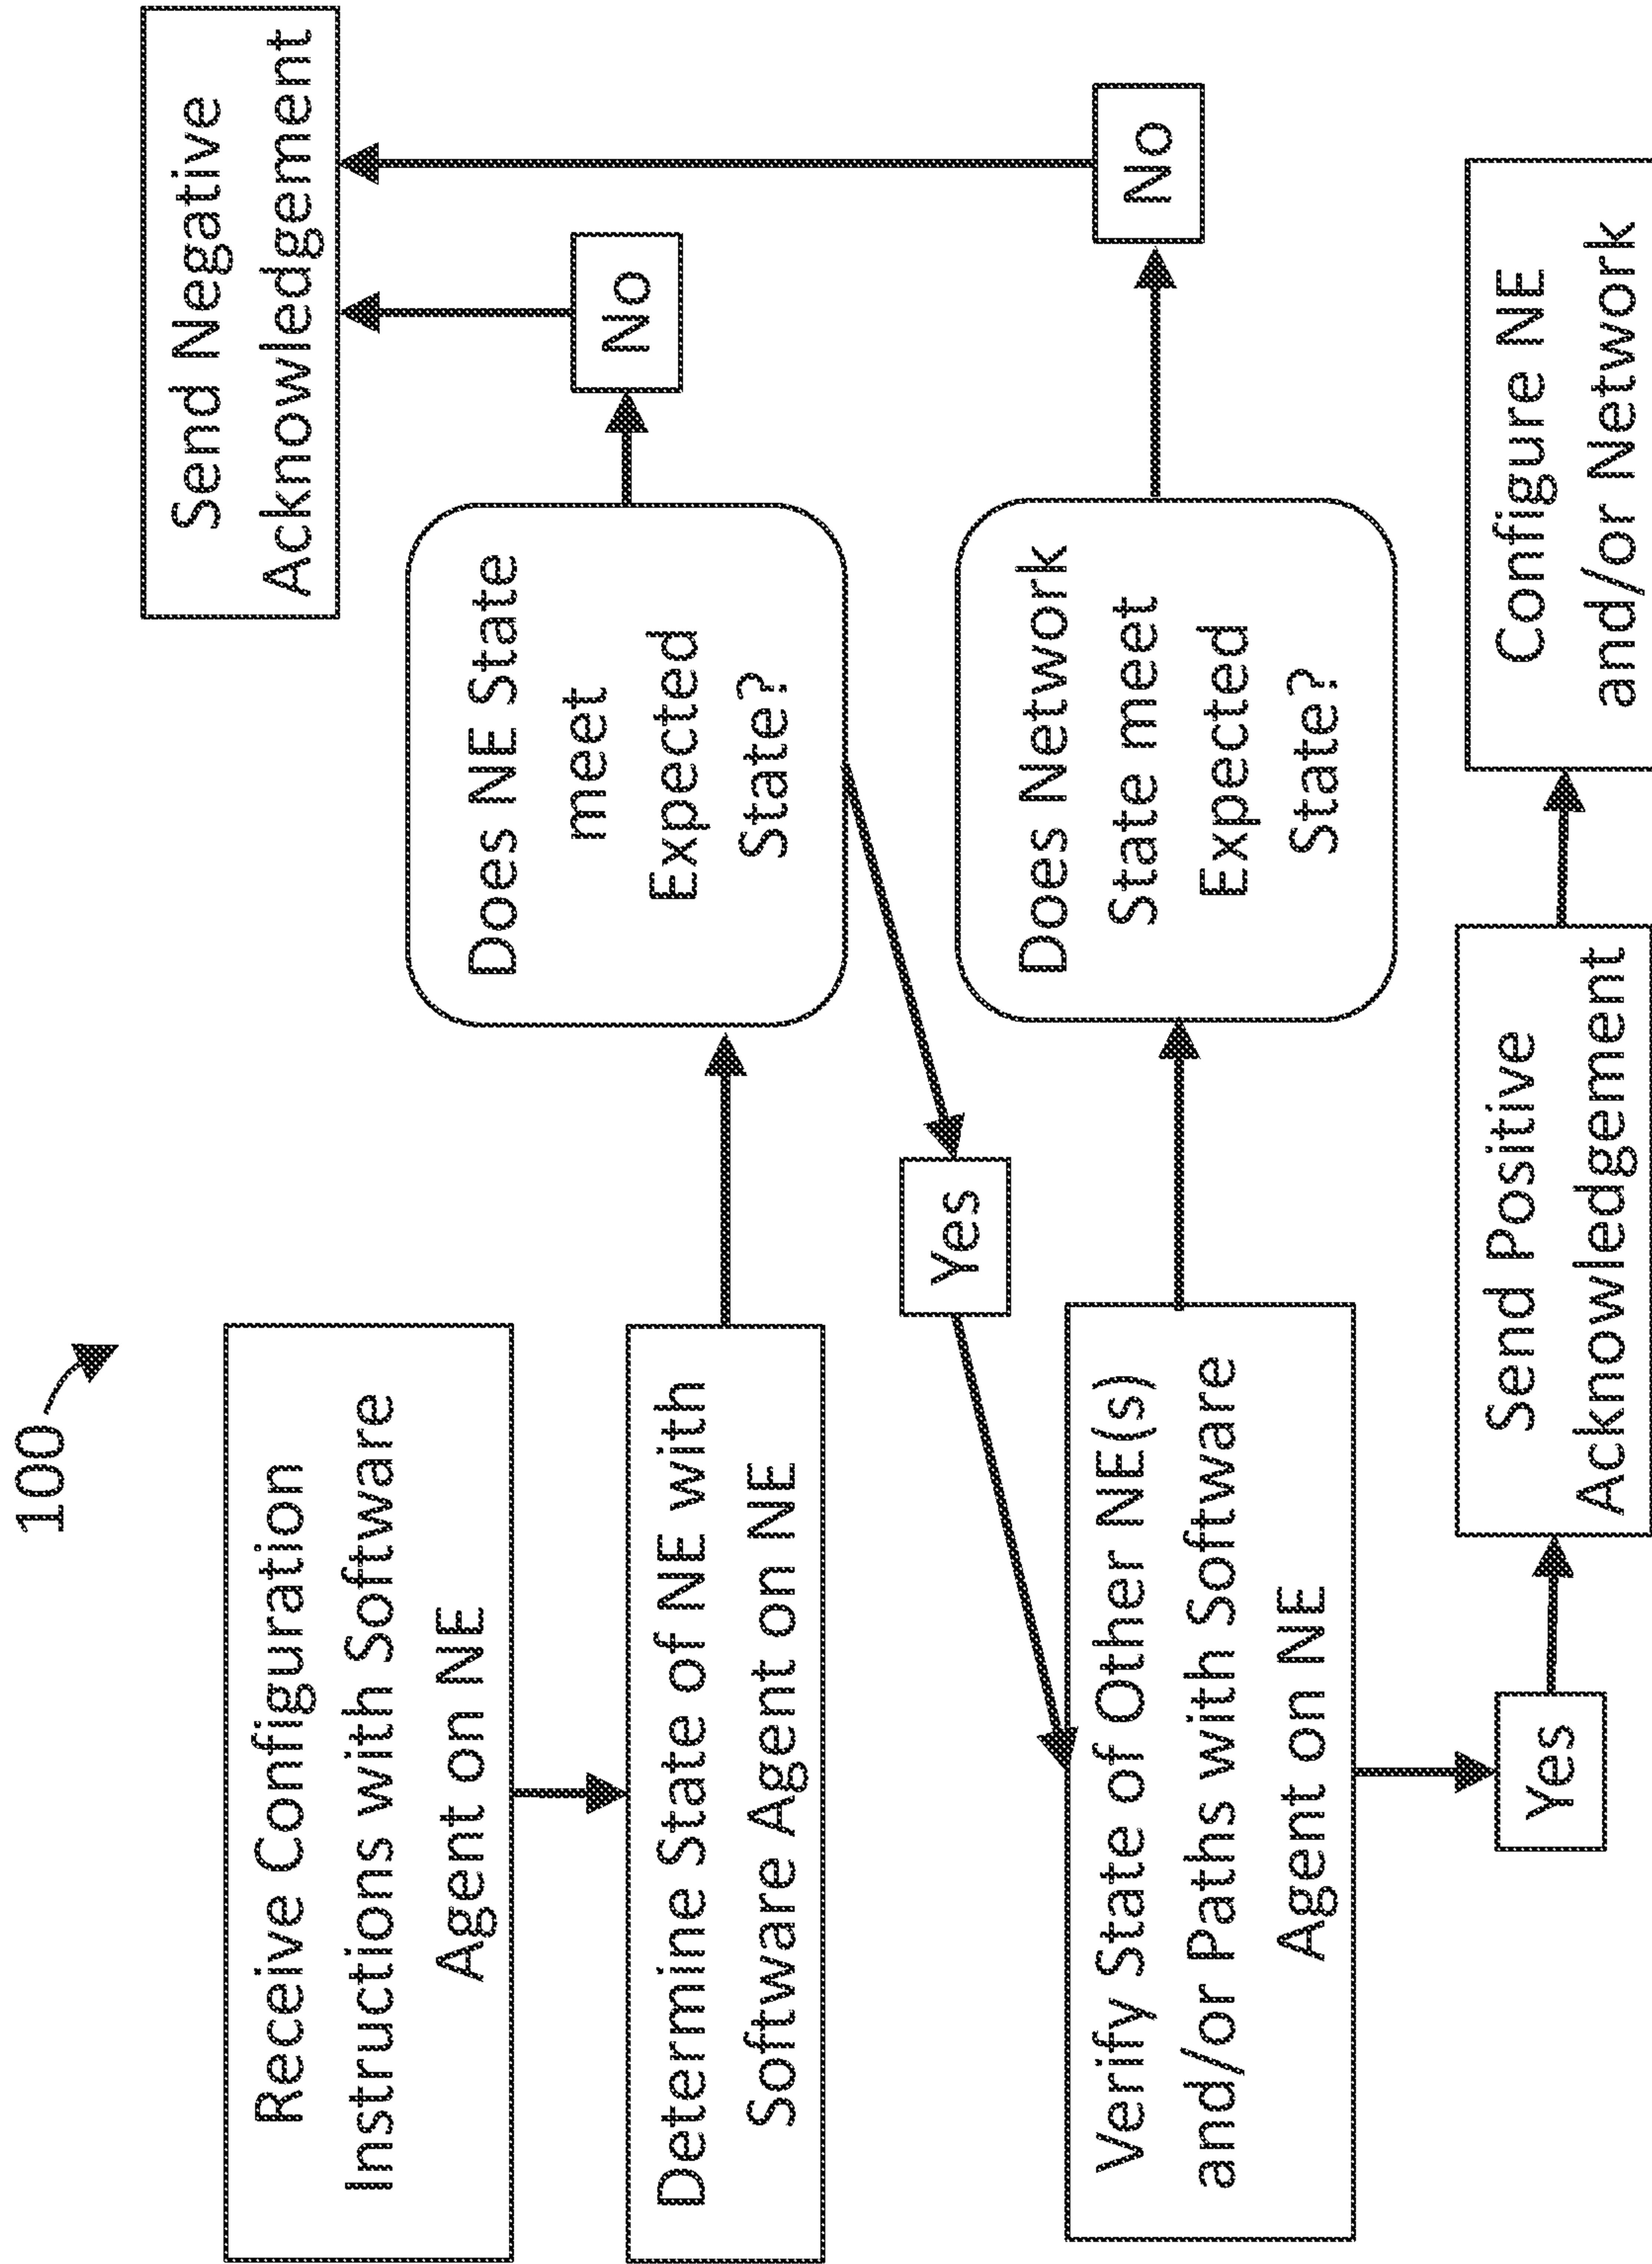 100
Receive Configuration
Instructions with Software
Agent on NE
Determine State of NE with
Software Agent on NE
Does NE State
meet
Expected
State?
No
Send Negative
Acknowledgement
Yes
Verify State of Other NE(s)
and/or Paths with Software
Agent on NE
Does Network
State meet
Expected
State?
No
Yes
Send Positive
Acknowledgement
Configure NE
and/or Network